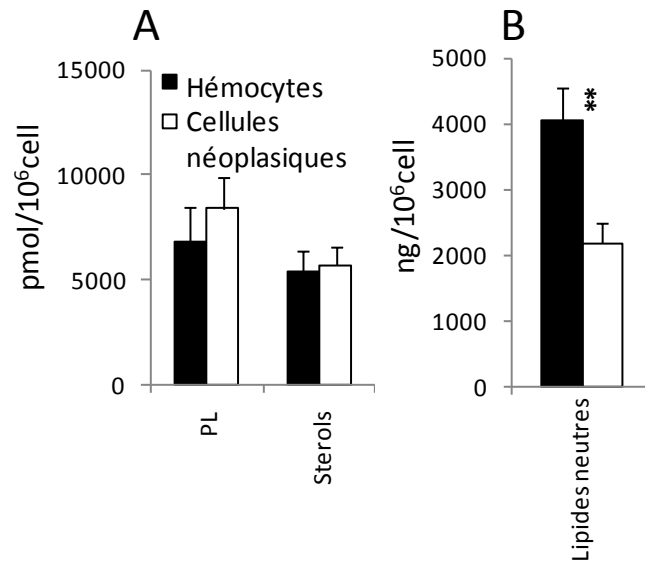 A
15000
10000
5000
0
pmol/10⁶cell
Hémocytes
Cellules
néoplasiques
PL
Sterols
B
5000
4000
3000
2000
1000
0
ng/10⁶cell
**
Lipides neutres